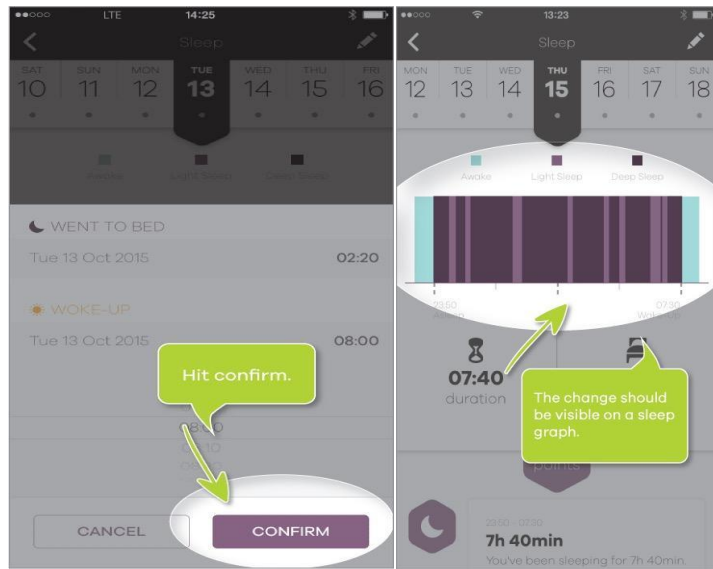 LTE 14:25
Sleep
SAT SUN MON TUE WED THU FRI
10 11 12 13 14 15 16
Awake Light Sleep Deep Sleep
WENT TO BED
Tue 13 Oct 2015 02:20
WOKE-UP
Tue 13 Oct 2015 08:00
Hit confirm.
08:00
CANCEL CONFIRM
13:23
Sleep
MON TUE WED THU FRI SAT SUN
12 13 14 15 16 17 18
Awake Light Sleep Deep Sleep
23:50 07:30
Woke-up
07:40
duration
The change should
be visible on a sleep
graph.
points
23:50 - 07:30
7h 40min
You've been sleeping for 7h 40min.